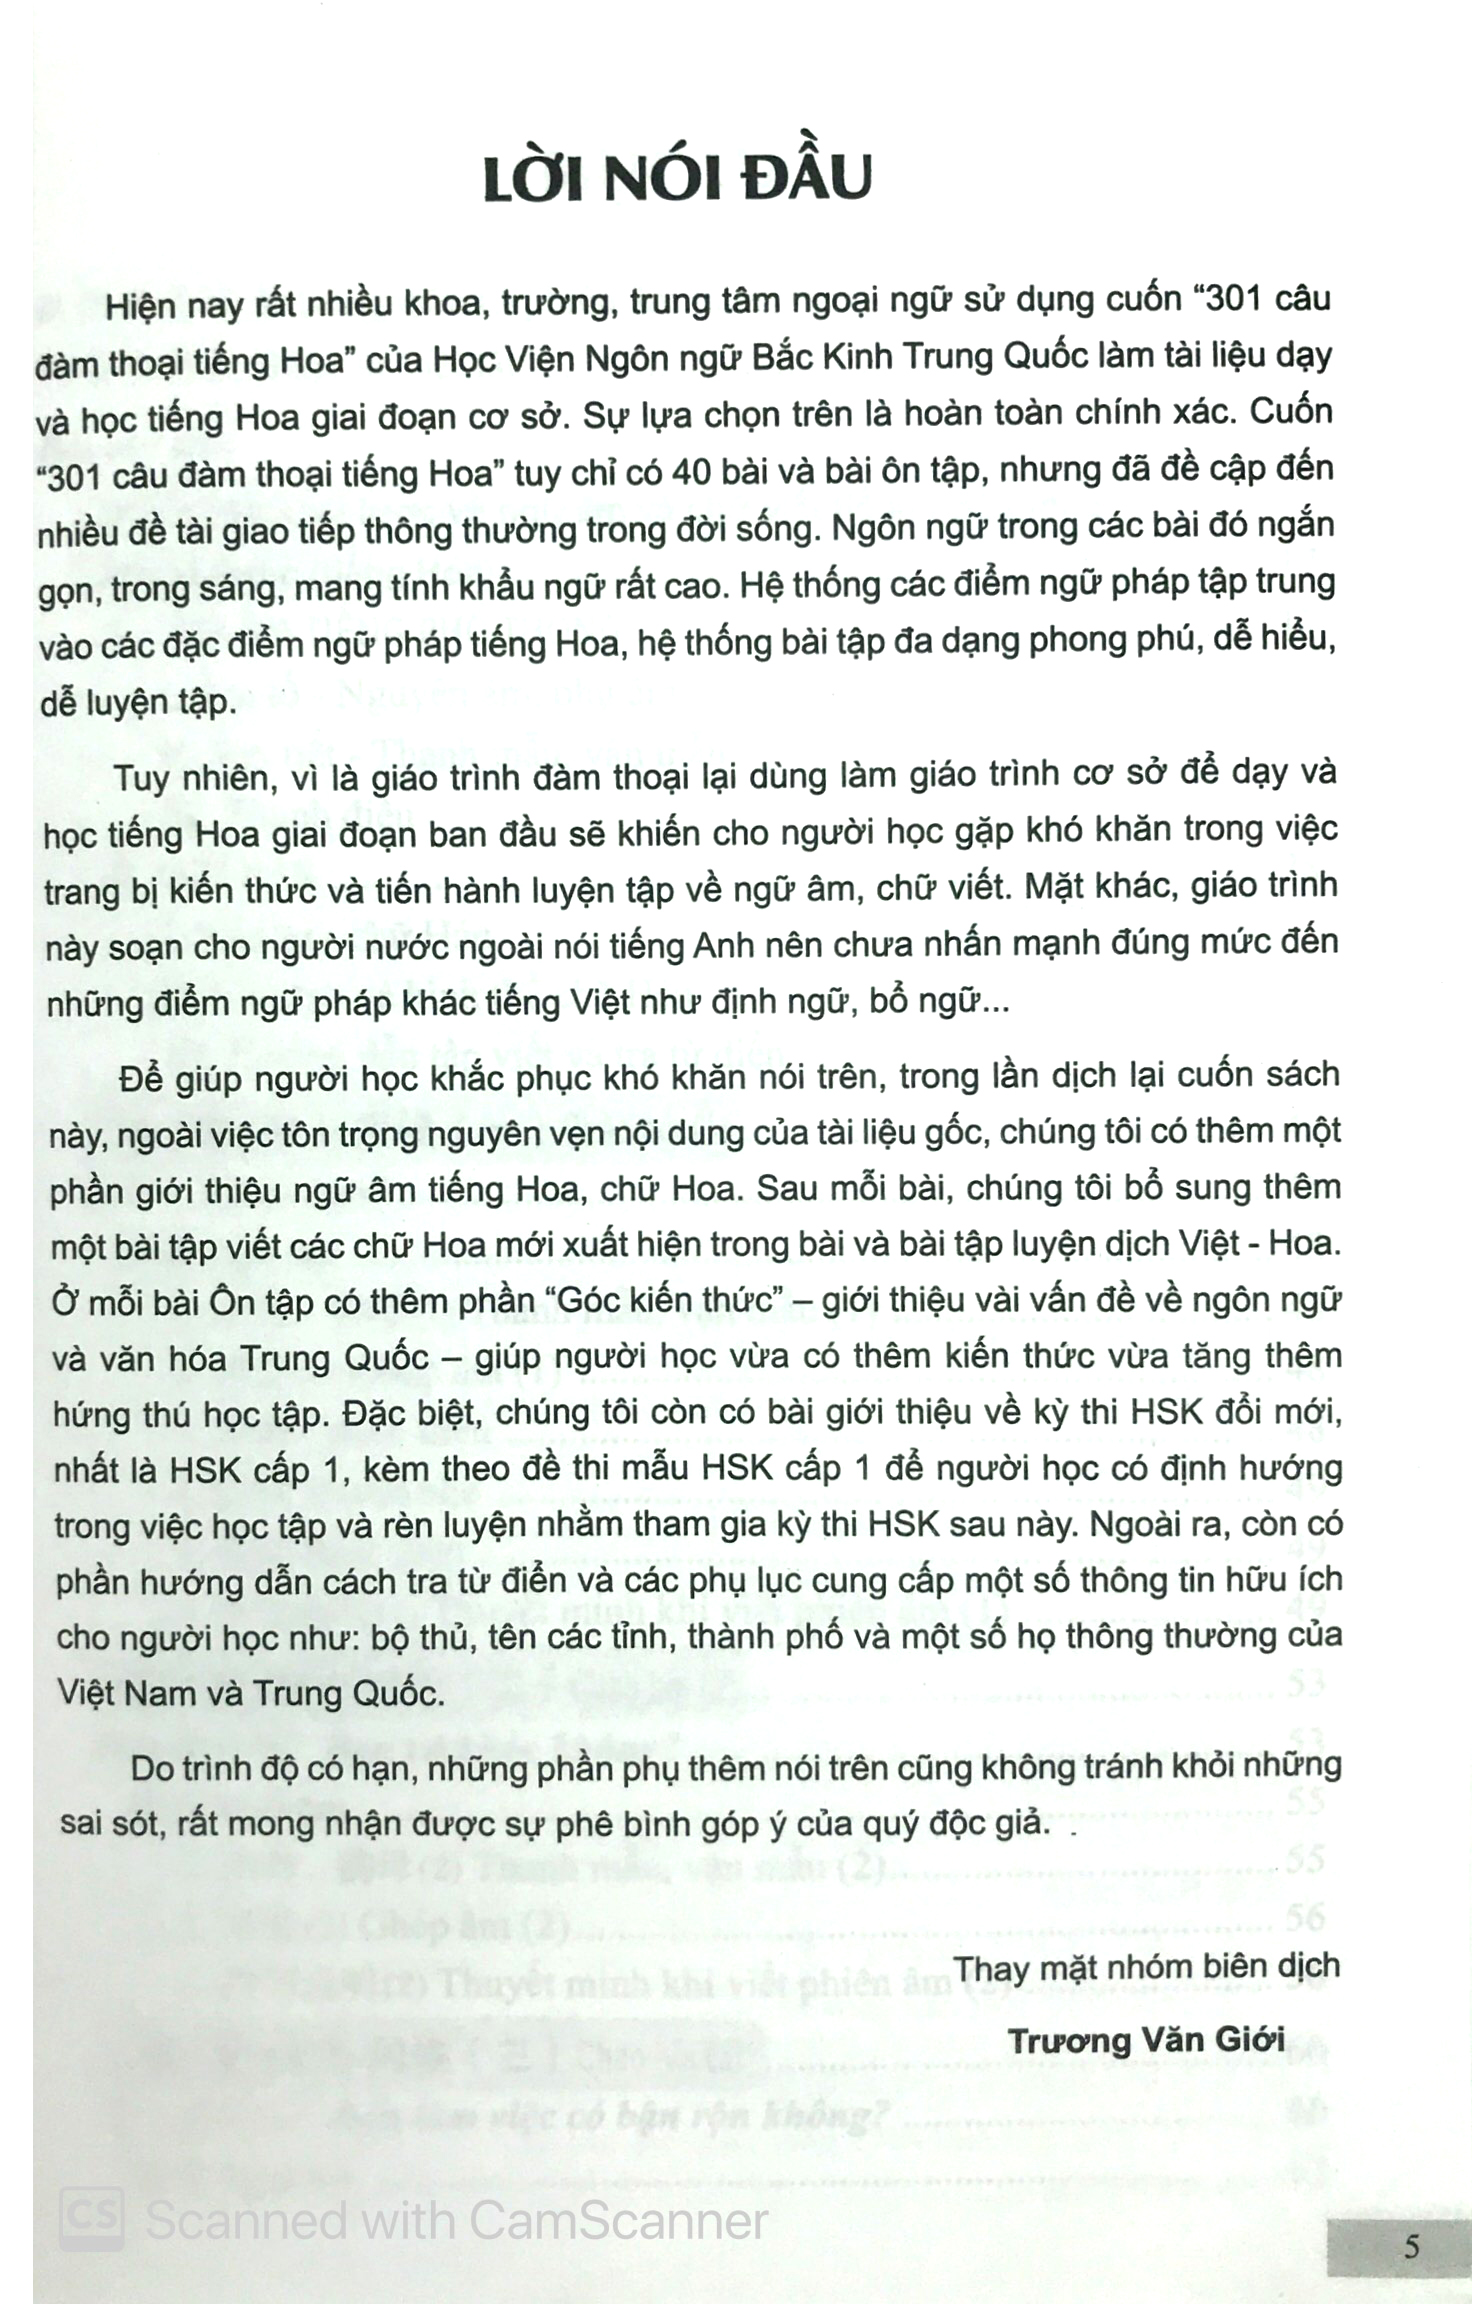 LỜI NÓI ĐẦU
Hiện nay rất nhiều khoa, trường, trung tâm ngoại ngữ sử dụng cuốn “301 câu
đàm thoại tiếng Hoa” của Học Viện Ngôn ngữ Bắc Kinh Trung Quốc làm tài liệu dạy
và học tiếng Hoa giai đoạn cơ sở. Sự lựa chọn trên là hoàn toàn chính xác. Cuốn
“301 câu đàm thoại tiếng Hoa” tuy chỉ có 40 bài và bài ôn tập, nhưng đã đề cập đến
nhiều đề tài giao tiếp thông thường trong đời sống. Ngôn ngữ trong các bài đó ngắn
gọn, trong sáng, mang tính khẩu ngữ rất cao. Hệ thống các điểm ngữ pháp tập trung
vào các đặc điểm ngữ pháp tiếng Hoa, hệ thống bài tập đa dạng phong phú, dễ hiểu,
dễ luyện tập.
Tuy nhiên, vì là giáo trình đàm thoại lại dùng làm giáo trình cơ sở để dạy và
học tiếng Hoa giai đoạn ban đầu sẽ khiến cho người học gặp khó khăn trong việc
trang bị kiến thức và tiến hành luyện tập về ngữ âm, chữ viết. Mặt khác, giáo trình
này soạn cho người nước ngoài nói tiếng Anh nên chưa nhấn mạnh đúng mức đến
những điểm ngữ pháp khác tiếng Việt như định ngữ, bổ ngữ...
Để giúp người học khắc phục khó khăn nói trên, trong lần dịch lại cuốn sách
này, ngoài việc tôn trọng nguyên vẹn nội dung của tài liệu gốc, chúng tôi có thêm một
phần giới thiệu ngữ âm tiếng Hoa, chữ Hoa. Sau mỗi bài, chúng tôi bổ sung thêm
một bài tập viết các chữ Hoa mới xuất hiện trong bài và bài tập luyện dịch Việt - Hoa.
Ở mỗi bài Ôn tập có thêm phần “Góc kiến thức” – giới thiệu vài vấn đề về ngôn ngữ
và văn hóa Trung Quốc – giúp người học vừa có thêm kiến thức vừa tăng thêm
hứng thú học tập. Đặc biệt, chúng tôi còn có bài giới thiệu về kỳ thi HSK đổi mới,
nhất là HSK cấp 1, kèm theo đề thi mẫu HSK cấp 1 để người học có định hướng
trong việc học tập và rèn luyện nhằm tham gia kỳ thi HSK sau này. Ngoài ra, còn có
phần hướng dẫn cách tra từ điển và các phụ lục cung cấp một số thông tin hữu ích
cho người học như: bộ thủ, tên các tỉnh, thành phố và một số họ thông thường của
Việt Nam và Trung Quốc.
Do trình độ có hạn, những phần phụ thêm nói trên cũng không tránh khỏi những
sai sót, rất mong nhận được sự phê bình góp ý của quý độc giả.
Thay mặt nhóm biên dịch
Trương Văn Giới
CS Scanned with CamScanner
5